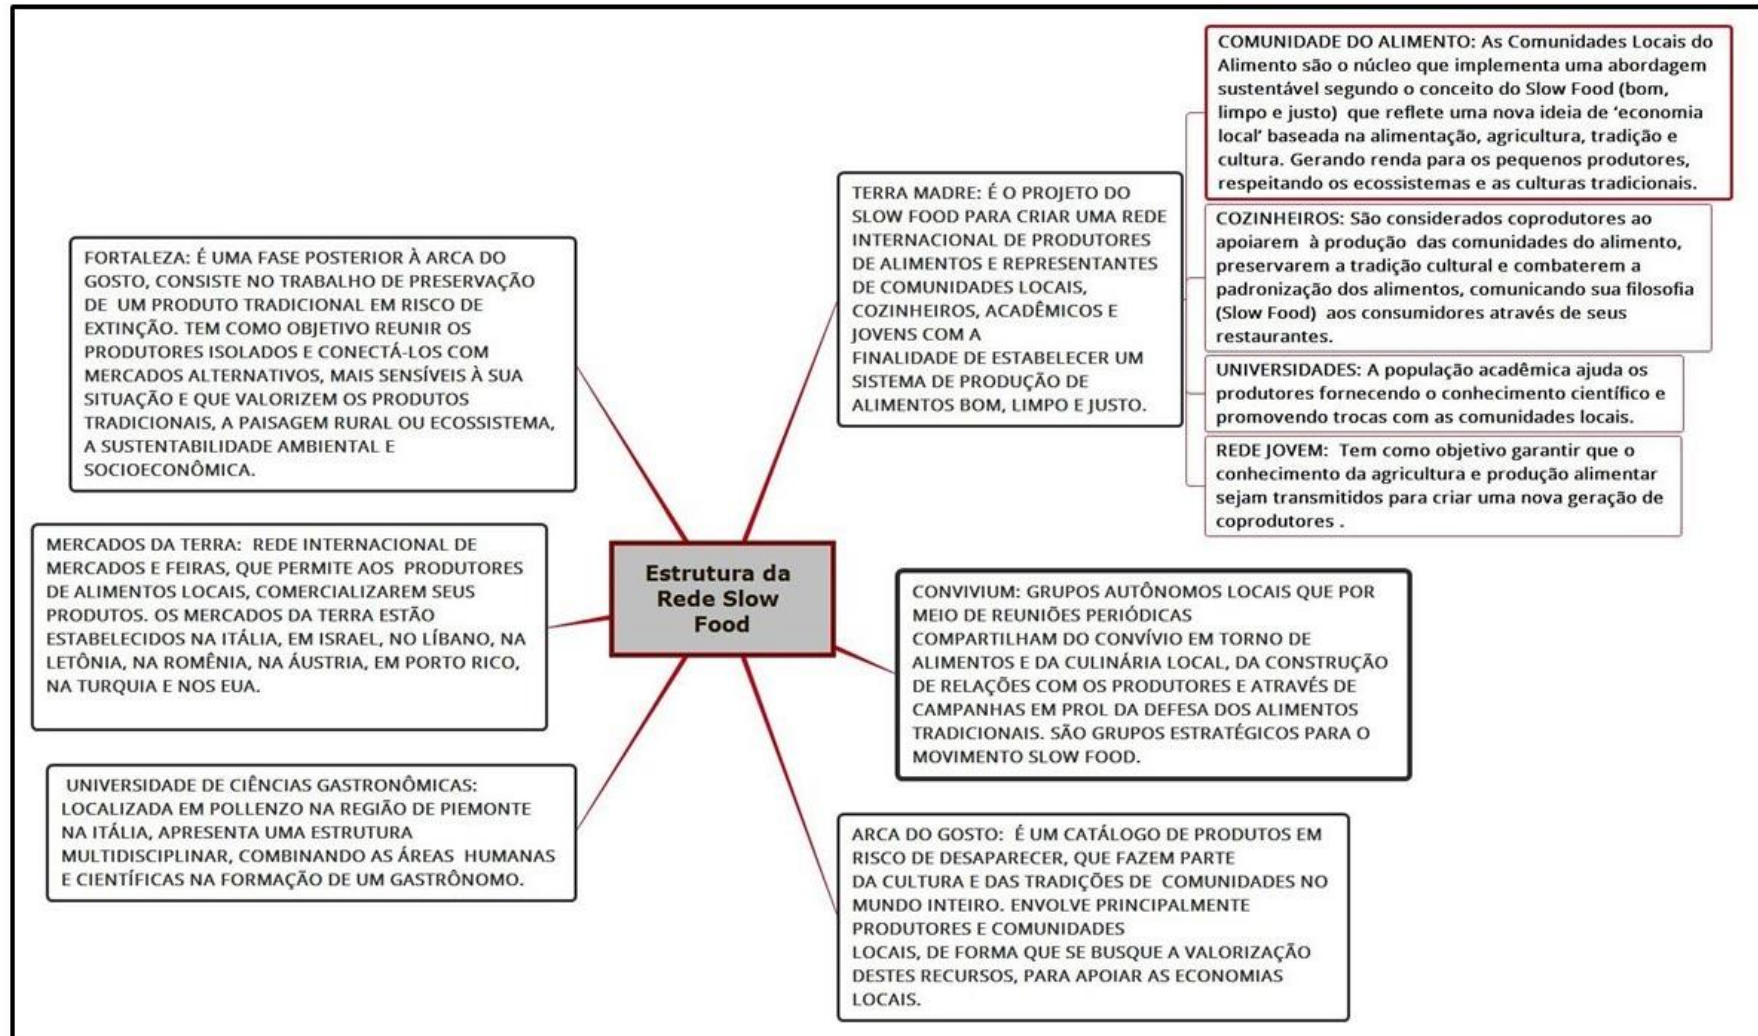 Estrutura da
Rede Slow
Food
TERRA MADRE: É O PROJETO DO
SLOW FOOD PARA CRIAR UMA REDE
INTERNACIONAL DE PRODUTORES
DE ALIMENTOS E REPRESENTANTES
DE COMUNIDADES LOCAIS,
COZINHEIROS, ACADÊMICOS E
JOVENS COM A
FINALIDADE DE ESTABELECER UM
SISTEMA DE PRODUÇÃO DE
ALIMENTOS BOM, LIMPO E JUSTO.
COMUNIDADE DO ALIMENTO: As Comunidades Locais do
Alimento são o núcleo que implementa uma abordagem
sustentável segundo o conceito do Slow Food (bom,
limpo e justo) que reflete uma nova ideia de ‘economia
local’ baseada na alimentação, agricultura, tradição e
cultura. Gerando renda para os pequenos produtores,
respeitando os ecossistemas e as culturas tradicionais.
COZINHEIROS: São considerados coprodutores ao
apoiarem à produção das comunidades do alimento,
preservarem a tradição cultural e combaterem a
padronização dos alimentos, comunicando sua filosofia
(Slow Food) aos consumidores através de seus
restaurantes.
UNIVERSIDADES: A população acadêmica ajuda os
produtores fornecendo o conhecimento científico e
promovendo trocas com as comunidades locais.
REDE JOVEM: Tem como objetivo garantir que o
conhecimento da agricultura e produção alimentar
sejam transmitidos para criar uma nova geração de
coprodutores .
CONVIVIUM: GRUPOS AUTÔNOMOS LOCAIS QUE POR
MEIO DE REUNIÕES PERIÓDICAS
COMPARTILHAM DO CONVÍVIO EM TORNO DE
ALIMENTOS E DA CULINÁRIA LOCAL, DA CONSTRUÇÃO
DE RELAÇÕES COM OS PRODUTORES E ATRAVÉS DE
CAMPANHAS EM PROL DA DEFESA DOS ALIMENTOS
TRADICIONAIS. SÃO GRUPOS ESTRATÉGICOS PARA O
MOVIMENTO SLOW FOOD.
ARCA DO GOSTO: É UM CATÁLOGO DE PRODUTOS EM
RISCO DE DESAPARECER, QUE FAZEM PARTE
DA CULTURA E DAS TRADIÇÕES DE COMUNIDADES NO
MUNDO INTEIRO. ENVOLVE PRINCIPALMENTE
PRODUTORES E COMUNIDADES
LOCAIS, DE FORMA QUE SE BUSQUE A VALORIZAÇÃO
DESTES RECURSOS, PARA APOIAR AS ECONOMIAS
LOCAIS.
FORTALEZA: É UMA FASE POSTERIOR À ARCA DO
GOSTO, CONSISTE NO TRABALHO DE PRESERVAÇÃO
DE UM PRODUTO TRADICIONAL EM RISCO DE
EXTINÇÃO. TEM COMO OBJETIVO REUNIR OS
PRODUTORES ISOLADOS E CONECTÁ-LOS COM
MERCADOS ALTERNATIVOS, MAIS SENSÍVEIS À SUA
SITUAÇÃO E QUE VALORIZEM OS PRODUTOS
TRADICIONAIS, A PAISAGEM RURAL OU ECOSSISTEMA,
A SUSTENTABILIDADE AMBIENTAL E
SOCIOECONÔMICA.
MERCADOS DA TERRA: REDE INTERNACIONAL DE
MERCADOS E FEIRAS, QUE PERMITE AOS PRODUTORES
DE ALIMENTOS LOCAIS, COMERCIALIZAREM SEUS
PRODUTOS. OS MERCADOS DA TERRA ESTÃO
ESTABELECIDOS NA ITÁLIA, EM ISRAEL, NO LÍBANO, NA
LETÔNIA, NA ROMÊNIA, NA ÁUSTRIA, EM PORTO RICO,
NA TURQUIA E NOS EUA.
UNIVERSIDADE DE CIÊNCIAS GASTRONÔMICAS:
LOCALIZADA EM POLLENZO NA REGIÃO DE PIEMONTE
NA ITÁLIA, APRESENTA UMA ESTRUTURA
MULTIDISCIPLINAR, COMBINANDO AS ÁREAS HUMANAS
E CIENTÍFICAS NA FORMAÇÃO DE UM GASTRÔNOMO.